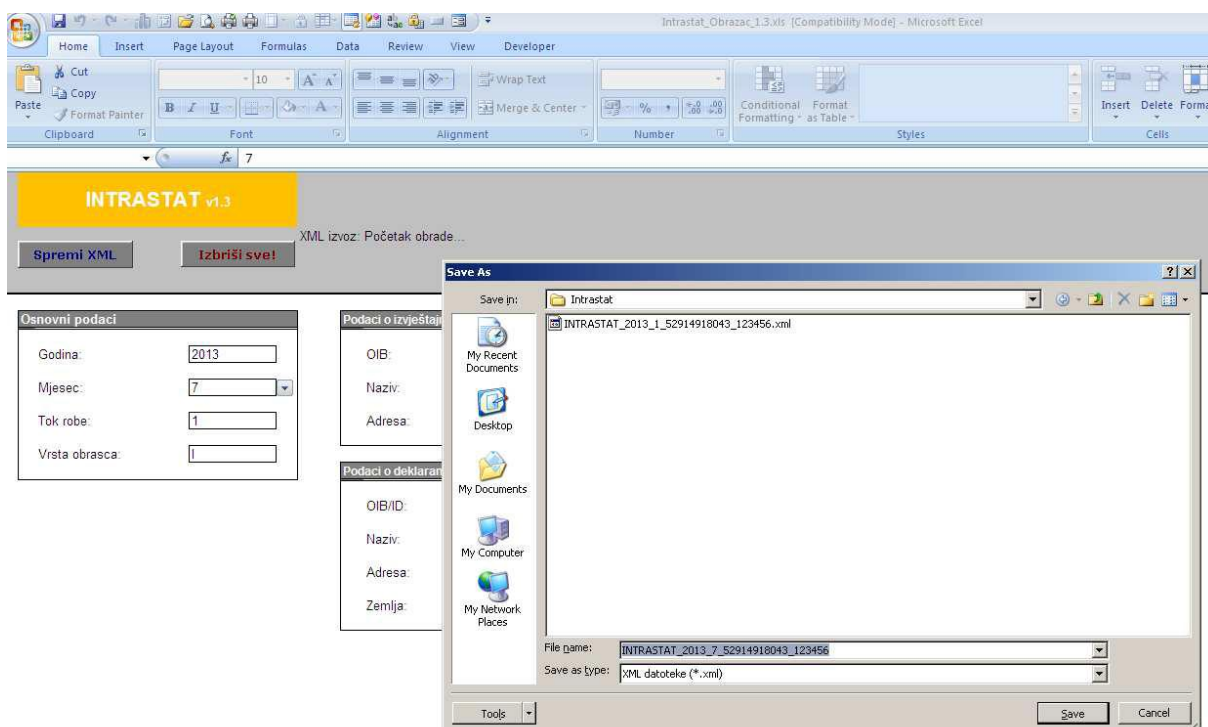 Intrastat_Obrazac_1.3.xls [Compatibility Mode] - Microsoft Excel
Home Insert Page Layout Formulas Data Review View Developer
Cut
Copy
Format Painter
Paste
Clipboard
10
B I U
Font
Wrap Text
Merge & Center
Alignment
Number
Conditional Formatting
Format as Table
Styles
Insert Delete
Cells
fx 7
INTRASTAT v1.3
XML izvoz: Početak obrade...
Spremi XML
Izbriši sve!
Osnovni podaci
Godina: 2013
Mjesec: 7
Tok robe: 1
Vrsta obrasca: I
OIB:
Naziv:
Adresa:
OIB/ID:
Naziv:
Adresa:
Zemlja:
Save As
Save in: Intrastat
INTRASTAT_2013_1_52914918043_123456.xml
My Recent Documents
Desktop
My Documents
My Computer
My Network Places
File name: INTRASTAT_2013_7_52914918043_123456
Save as type: XML datoteke (*.xml)
Tools
Save
Cancel